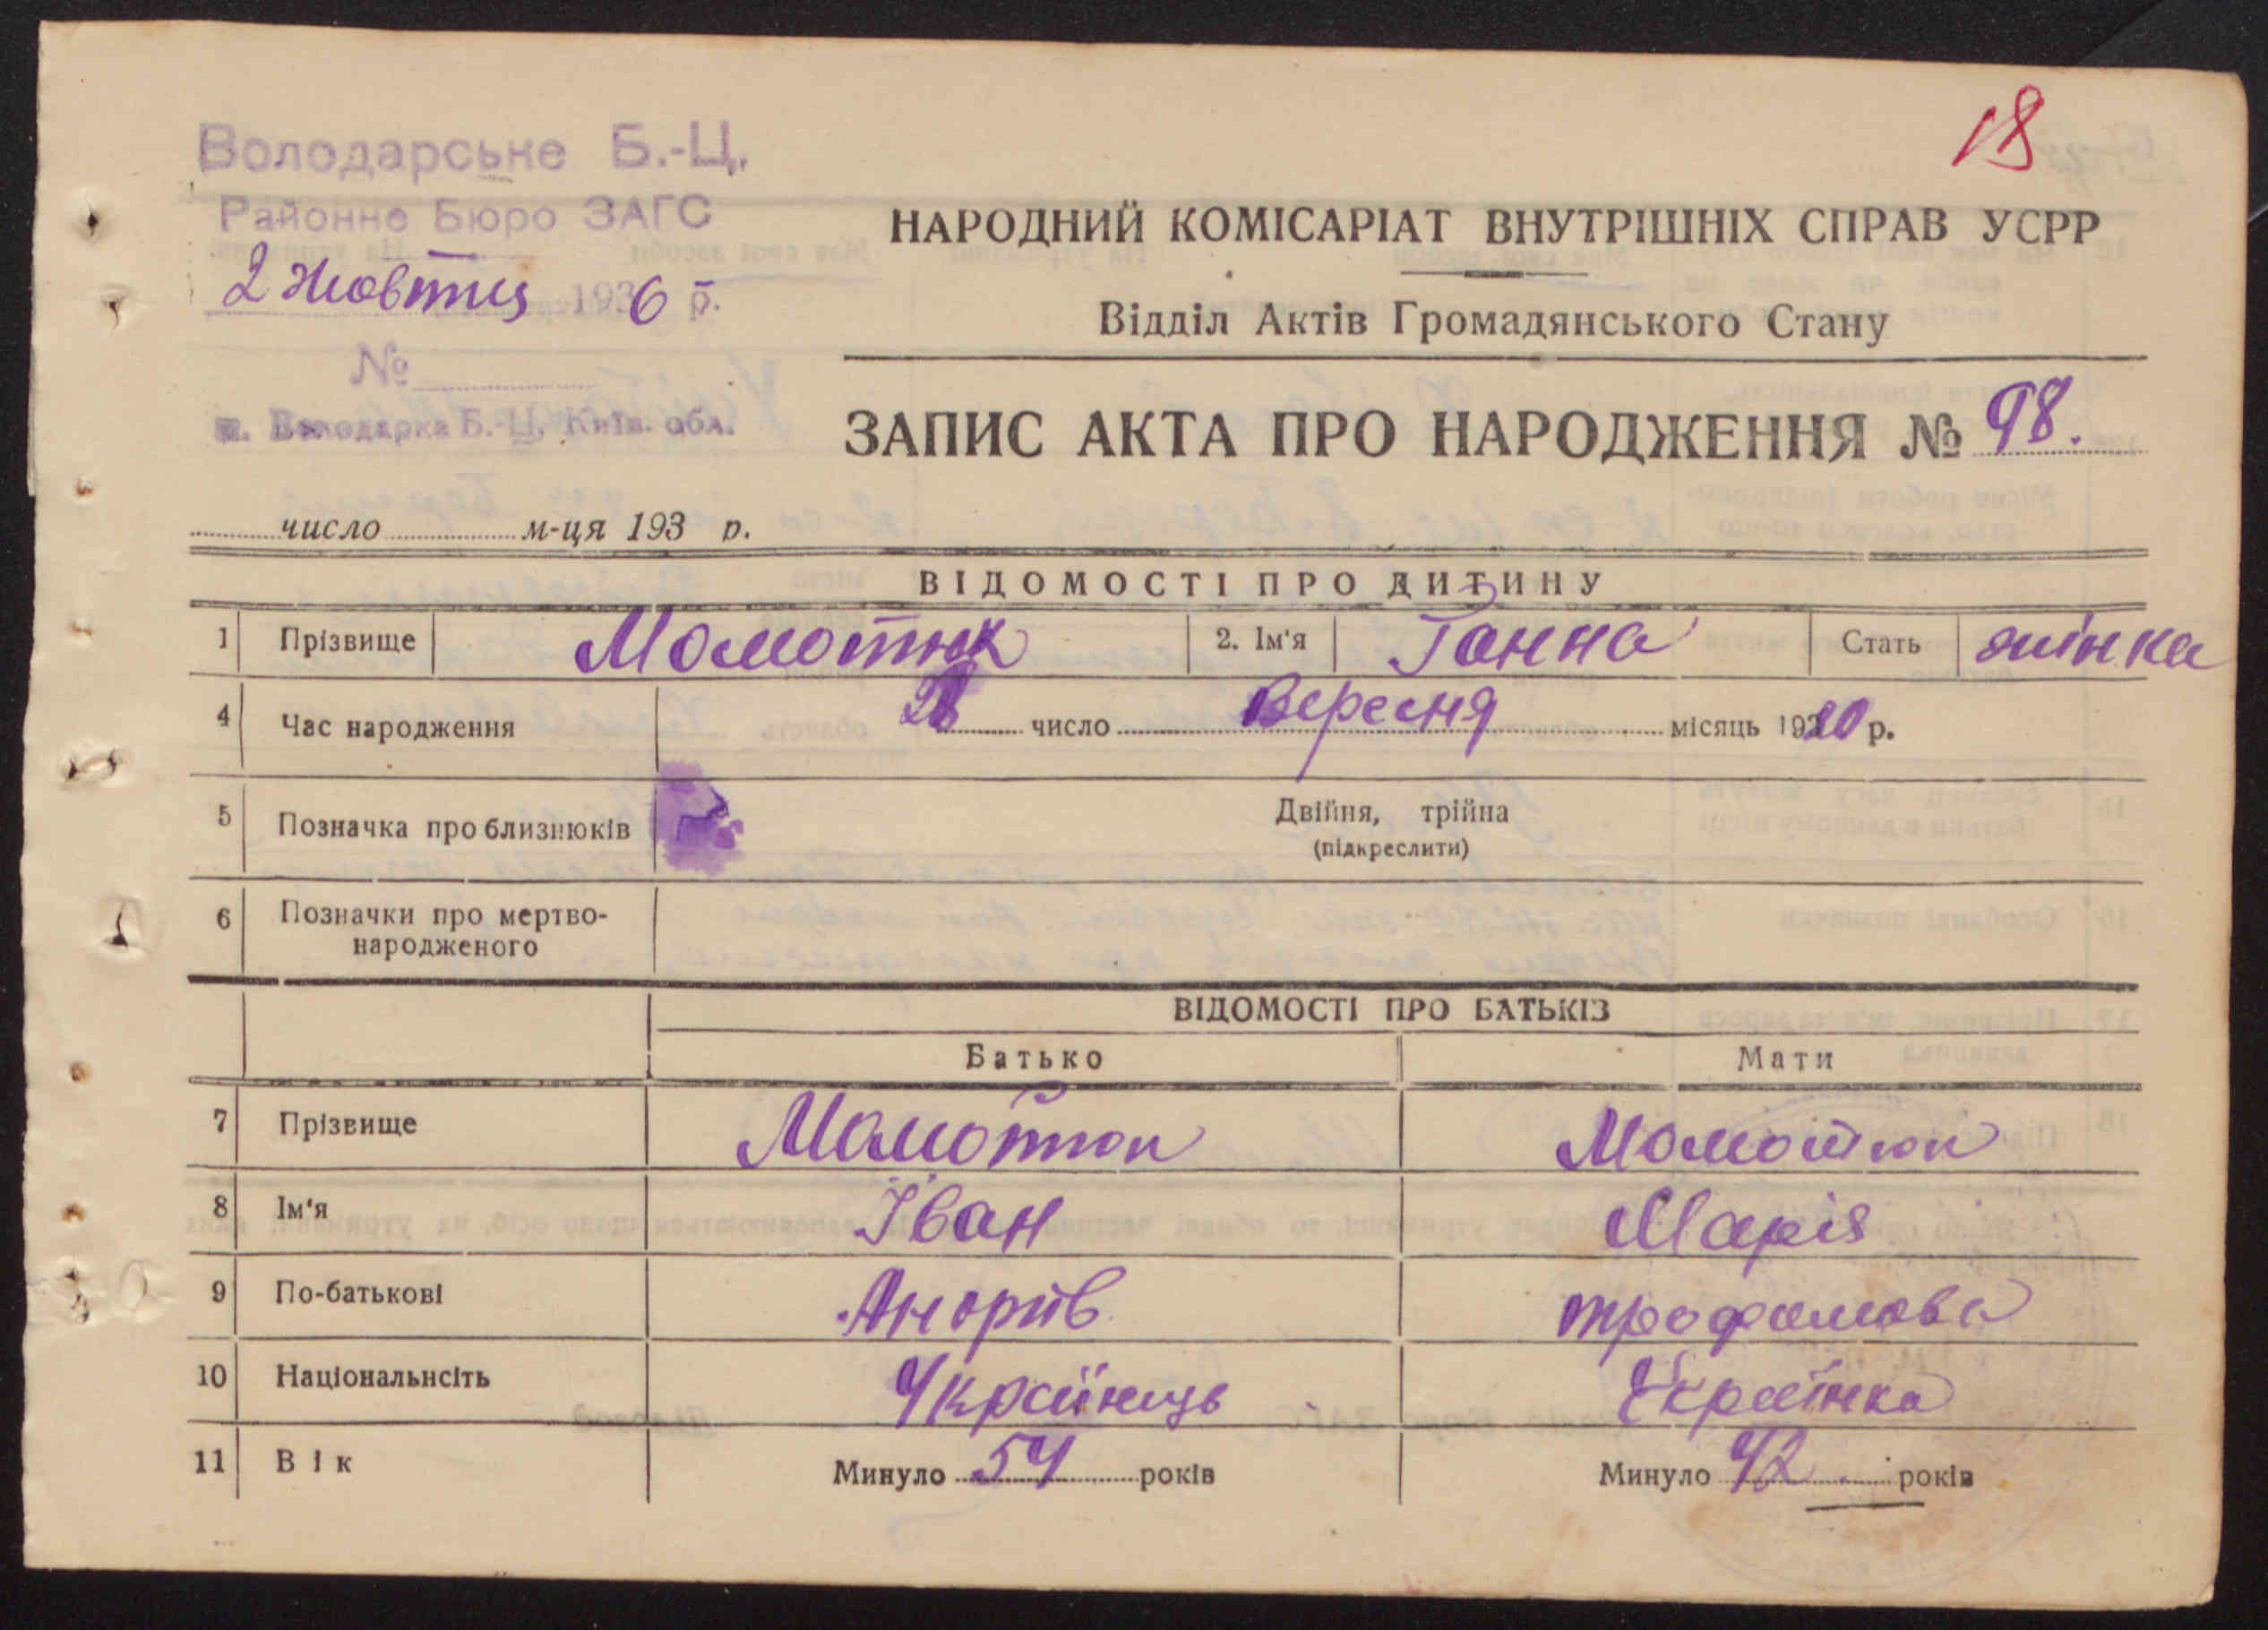 18
Володарське Б.-Ц.
Районне Бюро ЗАГС
2 Жовтня 1936 р.
№
м. Володарка Б.-Ц. Київ. обл.
НАРОДНИЙ КОМІСАРІАТ ВНУТРІШНІХ СПРАВ УСРР
Відділ Актів Громадянського Стану
ЗАПИС АКТА ПРО НАРОДЖЕННЯ № 98.
число м-ця 193 р.
ВІДОМОСТІ ПРО ДИТИНУ
1 Прізвище Момотюк 2. Ім'я Ганна Стать жінка
4 Час народження число Вересня місяць 1920 р.
5 Позначка про близнюків Двійня, трійна
(підкреслити)
6 Позначки про мертво-
народженого
ВІДОМОСТІ ПРО БАТЬКІВ
Батько Мати
7 Прізвище Момотюк Момотюк
8 Ім'я Іван Марія
9 По-батькові Трофимова
10 Національнсіть Українець Українка
11 Вік Минуло 54 років Минуло 42 років